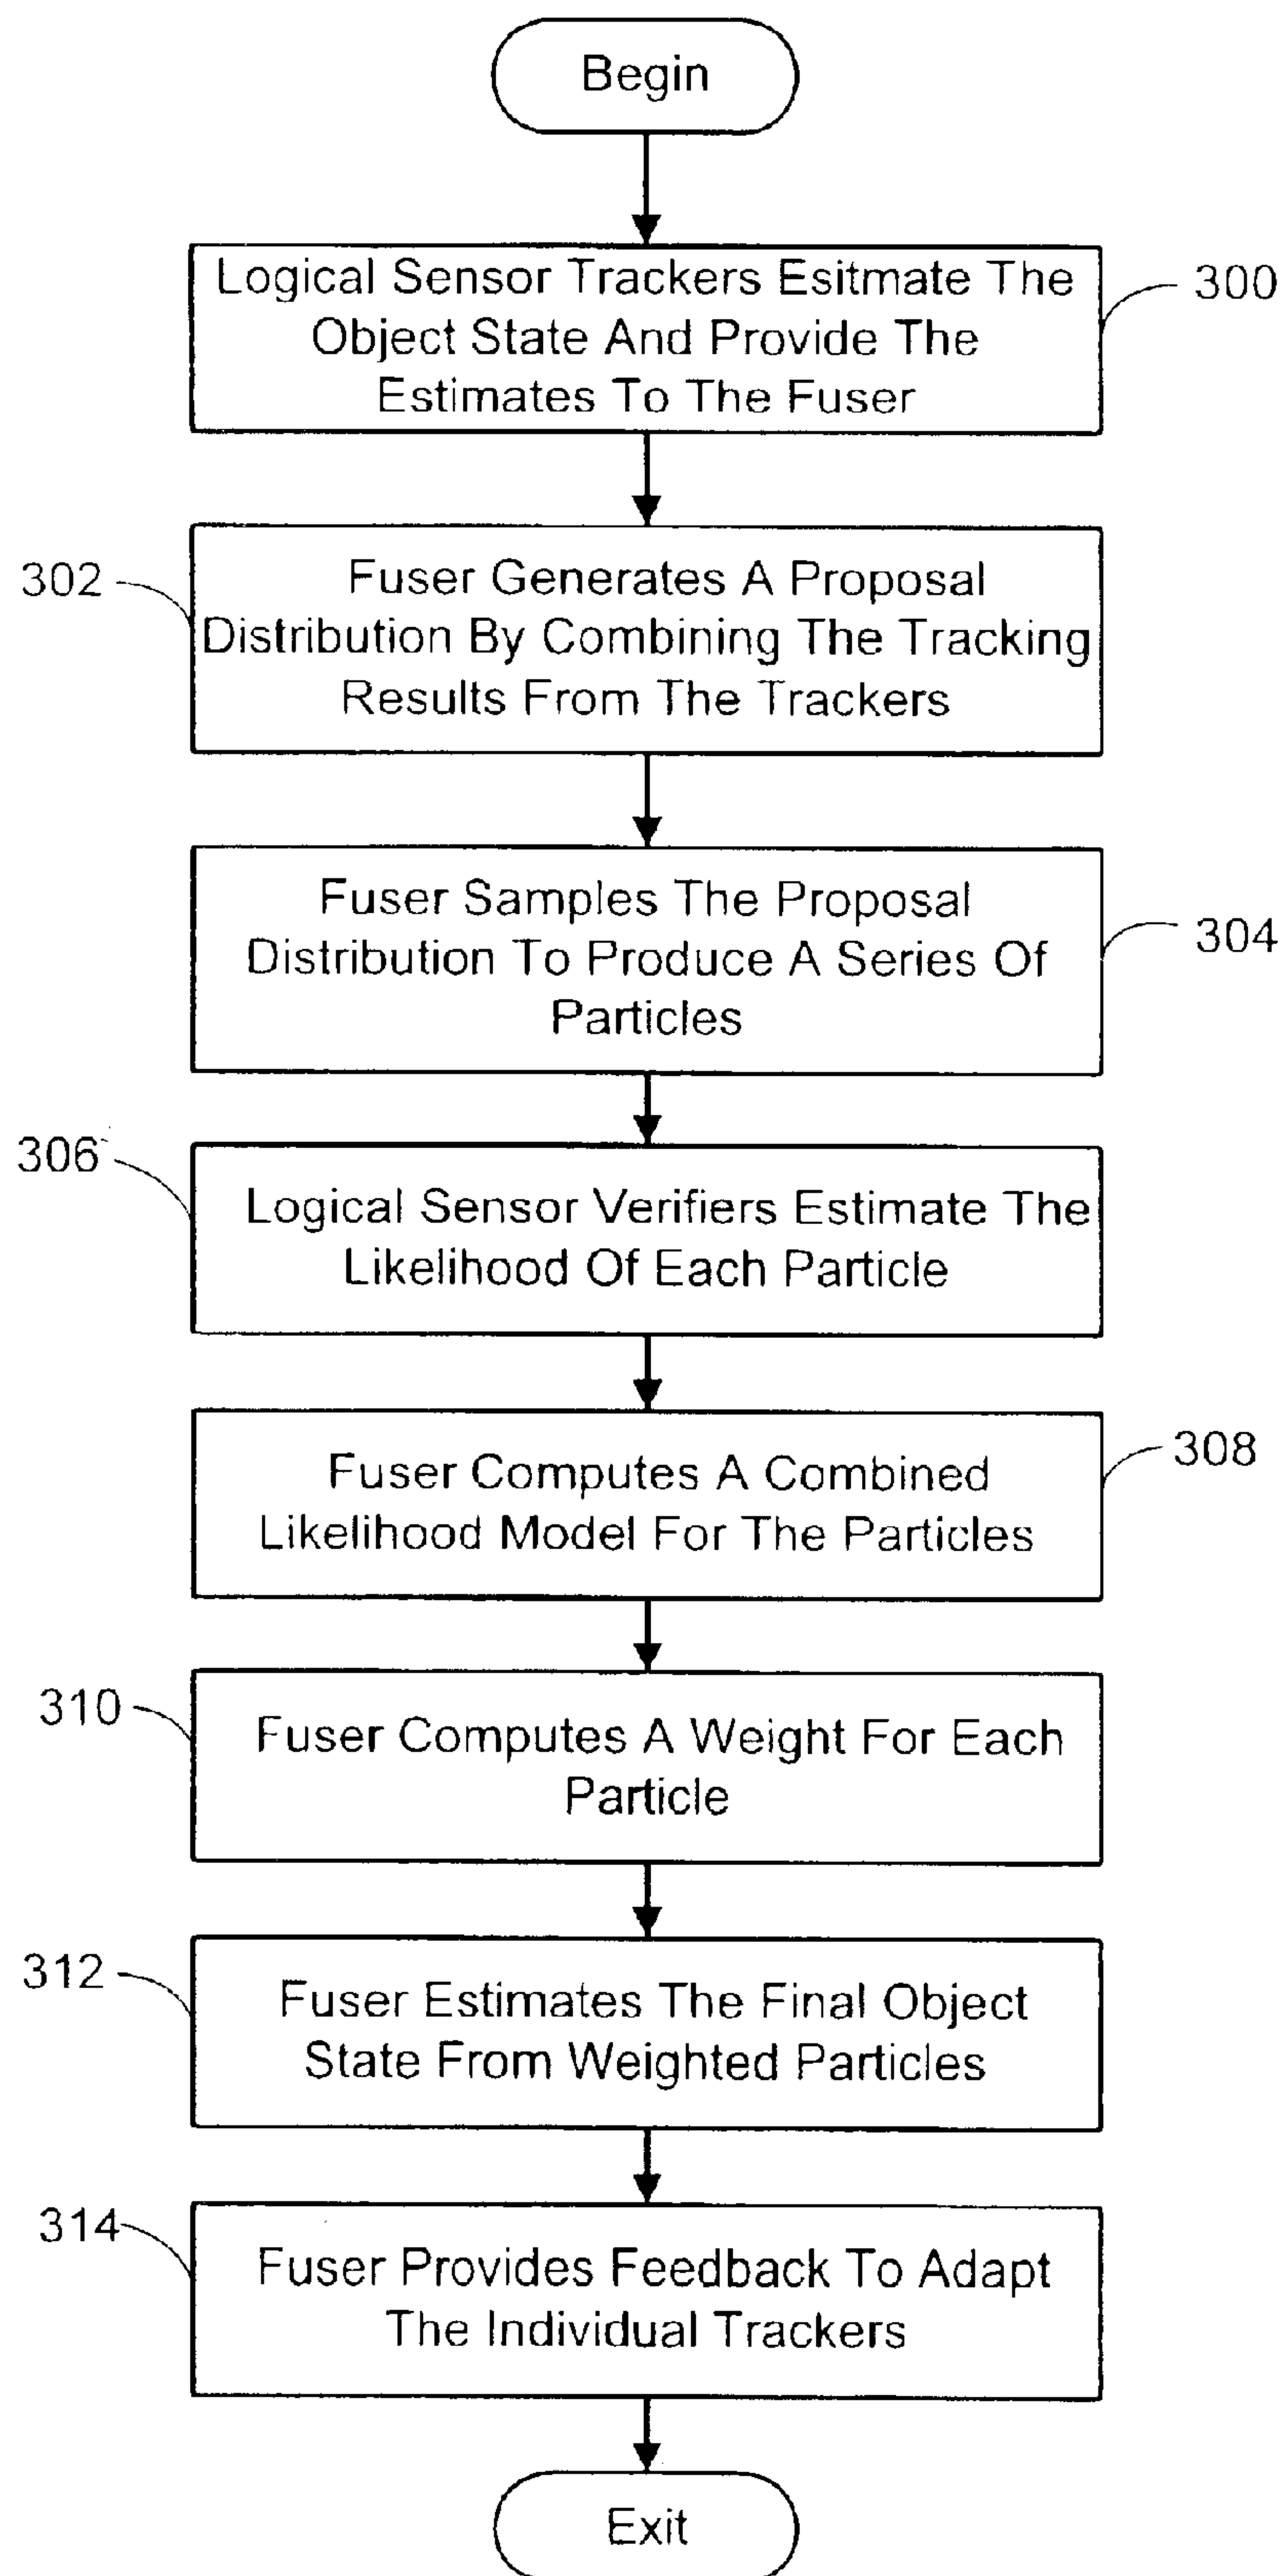 Begin
Logical Sensor Trackers Esitmate The
Object State And Provide The
Estimates To The Fuser
300
302
Fuser Generates A Proposal
Distribution By Combining The Tracking
Results From The Trackers
Fuser Samples The Proposal
Distribution To Produce A Series Of
Particles
304
306
Logical Sensor Verifiers Estimate The
Likelihood Of Each Particle
Fuser Computes A Combined
Likelihood Model For The Particles
308
310
Fuser Computes A Weight For Each
Particle
312
Fuser Estimates The Final Object
State From Weighted Particles
314
Fuser Provides Feedback To Adapt
The Individual Trackers
Exit